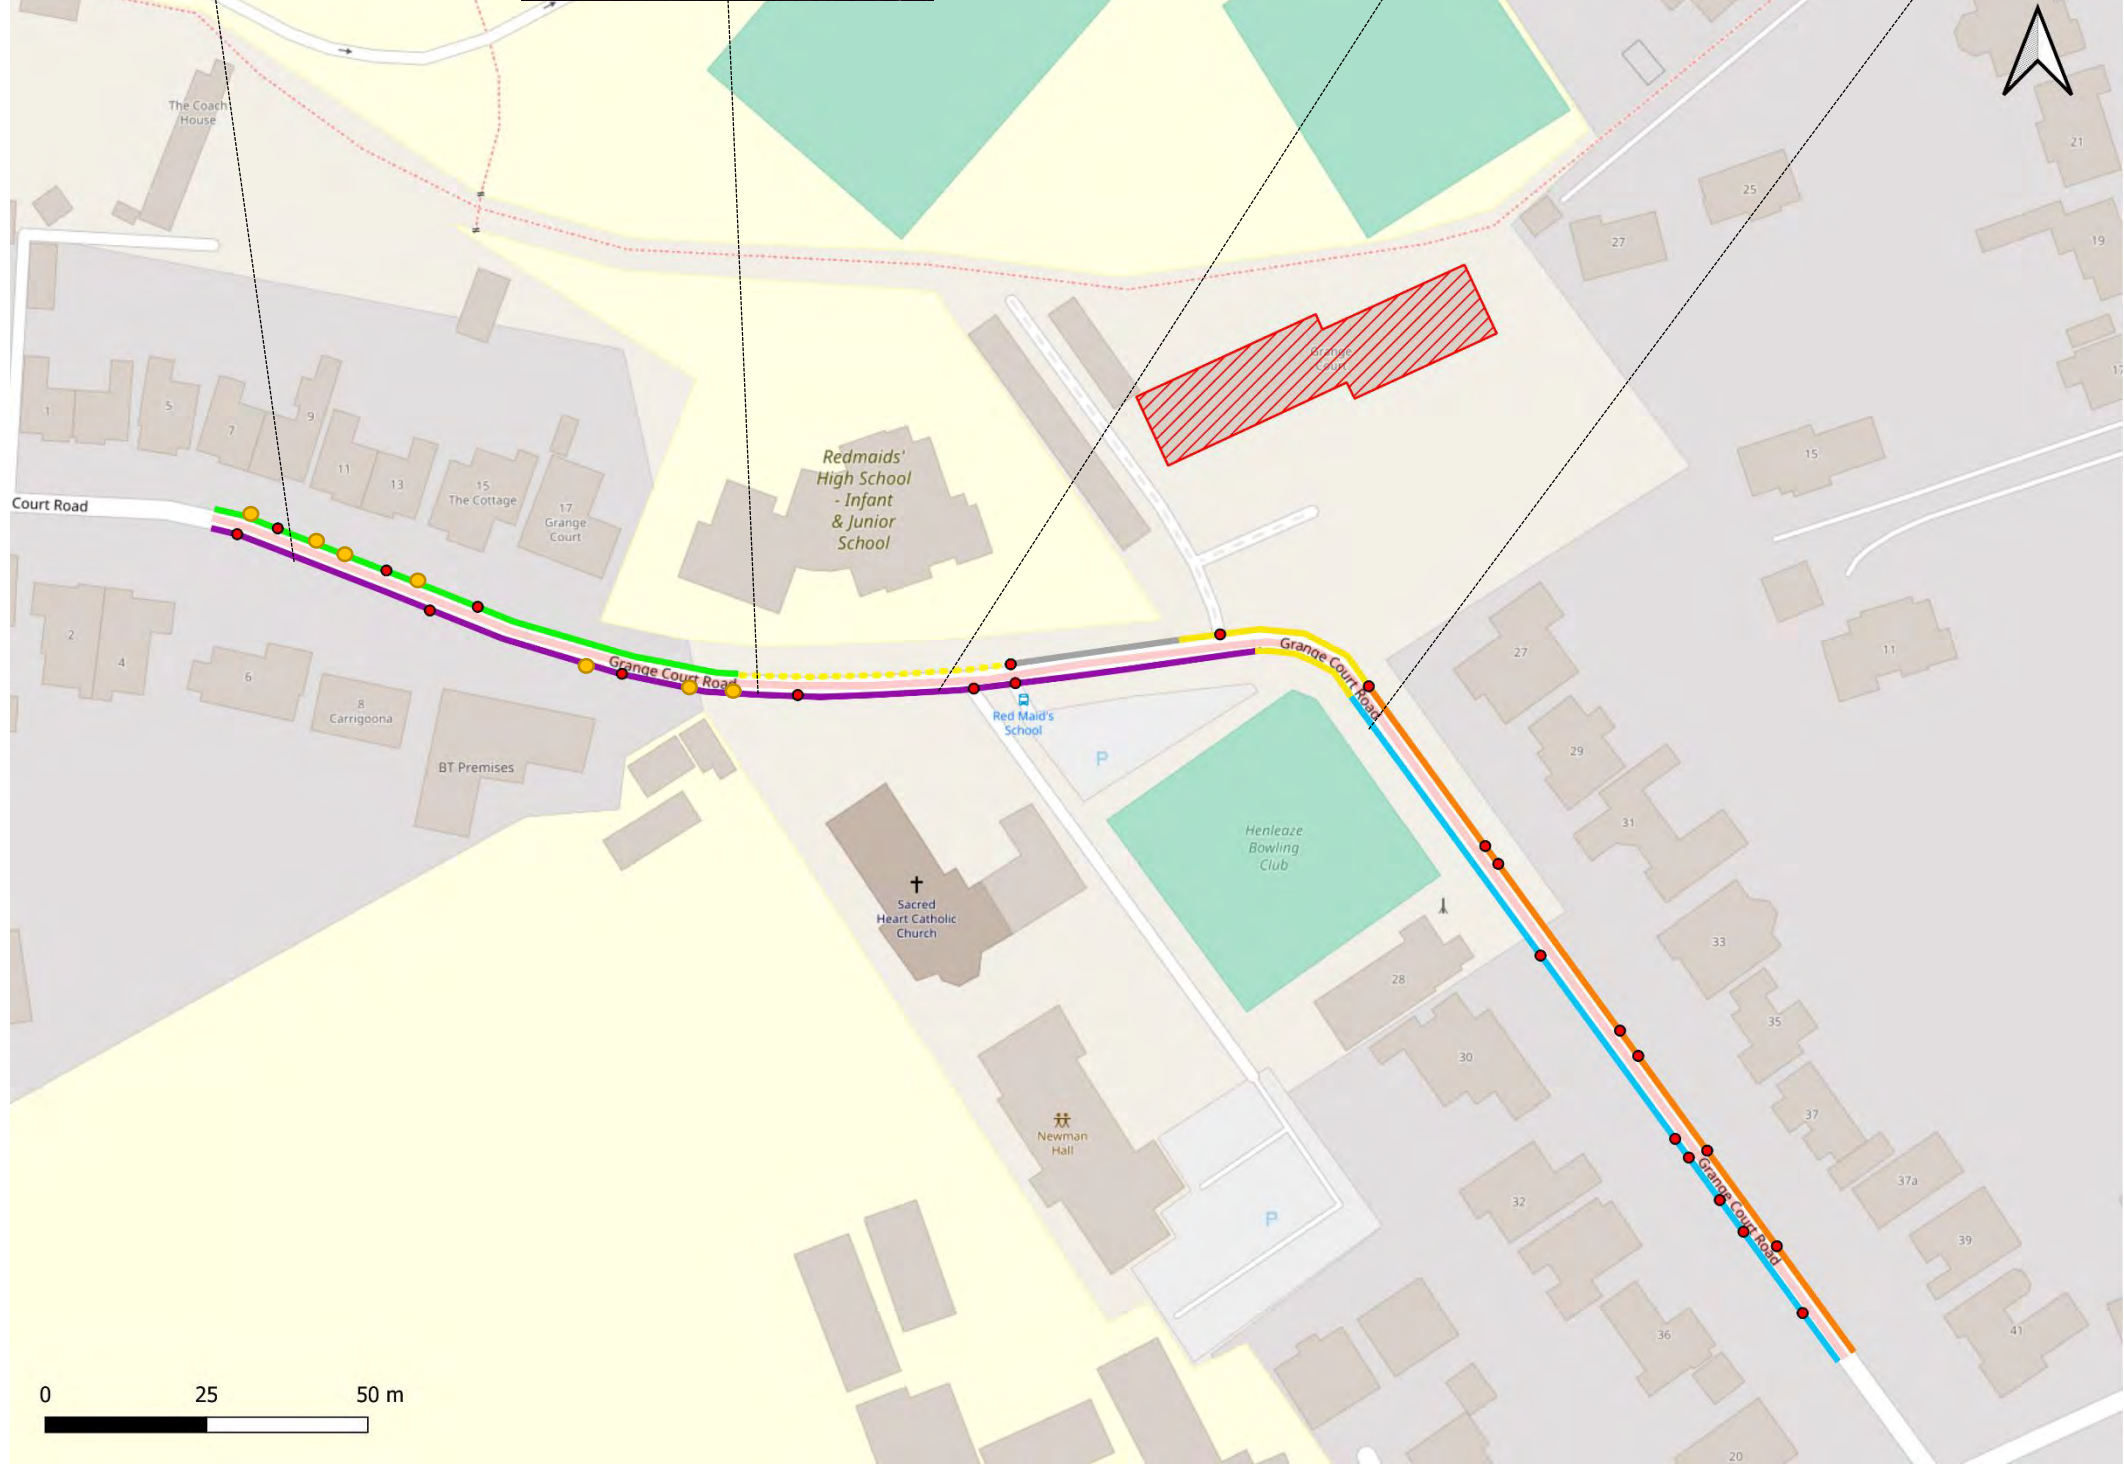 The Coach
House
21
25
27
19
Grange
Court
17
1
5
7
9
11
13
15
The Cottage
17
Grange
Court
Redmaids'
High School
- Infant
& Junior
School
15
Court Road
2
4
6
8
Carrigoona
BT Premises
Grange Court Road
Grange Court Road
Red Maid's
School
P
27
11
29
31
Henleaze
Bowling
Club
Sacred
Heart Catholic
Church
28
33
35
30
37
Newman
Hall
37a
32
P
Grange Court Road
39
36
41
20
0 25 50 m